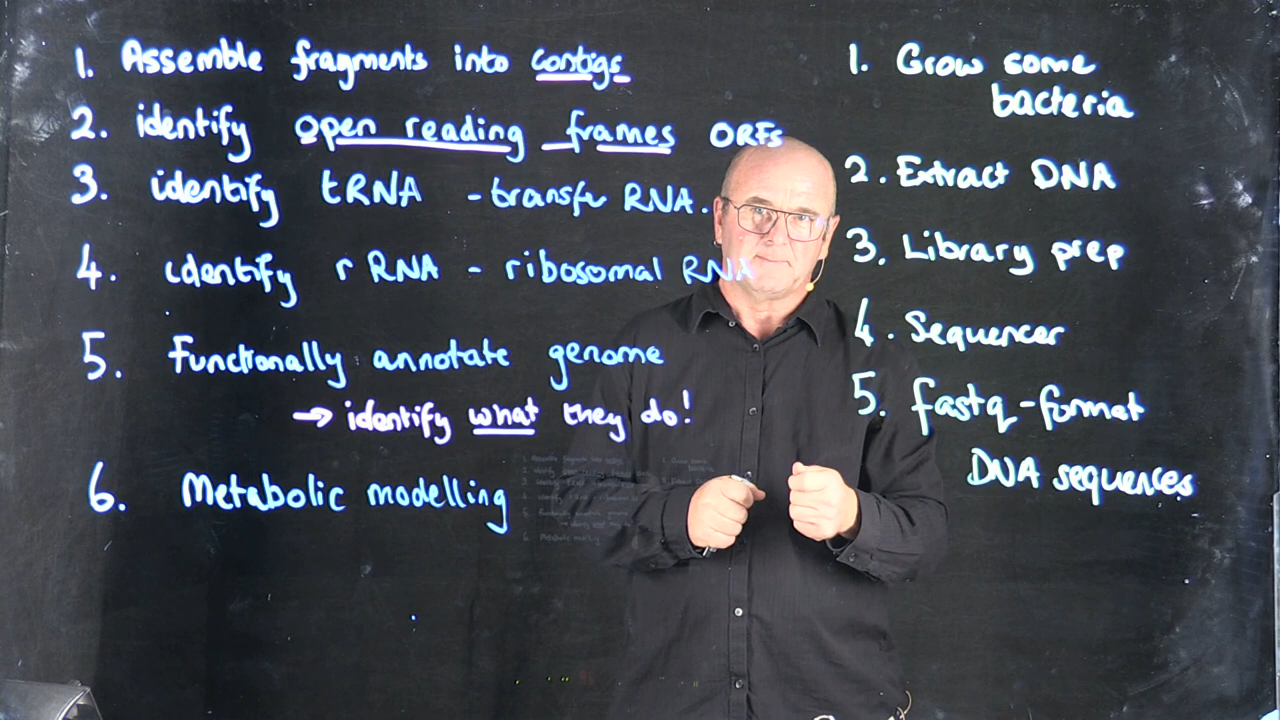 1. Assemble fragments into contigs
2. identify open reading frames ORFs
3. identify tRNA - transfer RNA.
4. identify rRNA - ribosomal RNA
5. Functionally annotate genome
→ identify what they do!
6. Metabolic modelling
1. Grow some
bacteria
2. Extract DNA
3. Library prep
4. Sequencer
5. fastq-format
DNA sequences